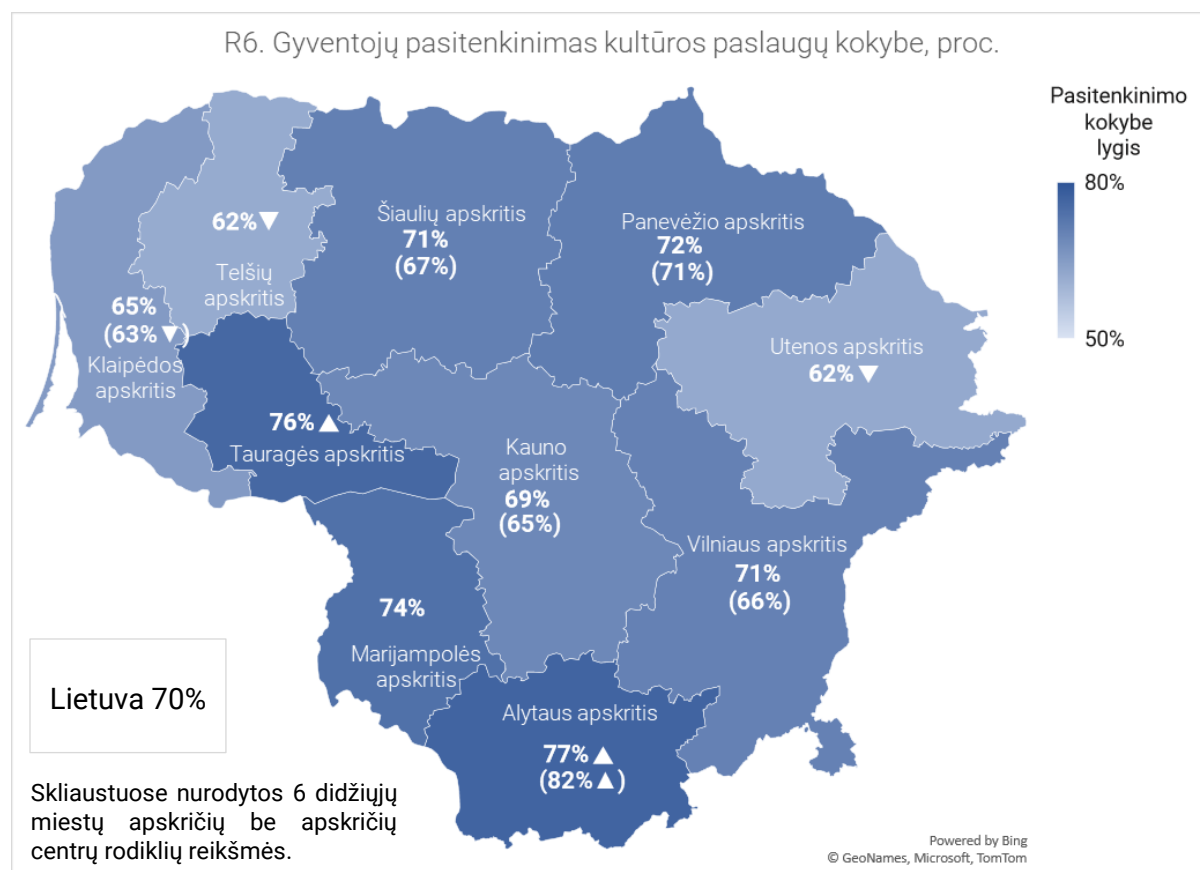 R6. Gyventojų pasitenkinimas kultūros paslaugų kokybe, proc.
Pasitenkinimo
kokybe
lygis
80%
50%
62% ▼
Telšių
apskritis
Šiaulių apskritis
71%
(67%)
Panevėžio apskritis
72%
(71%)
65%
(63% ▼)
Klaipėdos
apskritis
Utenos apskritis
62% ▼
76% ▲
Tauragės apskritis
Kauno
apskritis
69%
(65%)
Vilniaus apskritis
71%
(66%)
74%
Marijampolės
apskritis
Alytaus apskritis
77% ▲
(82% ▲)
Lietuva 70%
Skliaustuose nurodytos 6 didžiųjų
miestų apskričių be apskričių
centrų rodiklių reikšmės.
Powered by Bing
© GeoNames, Microsoft, TomTom